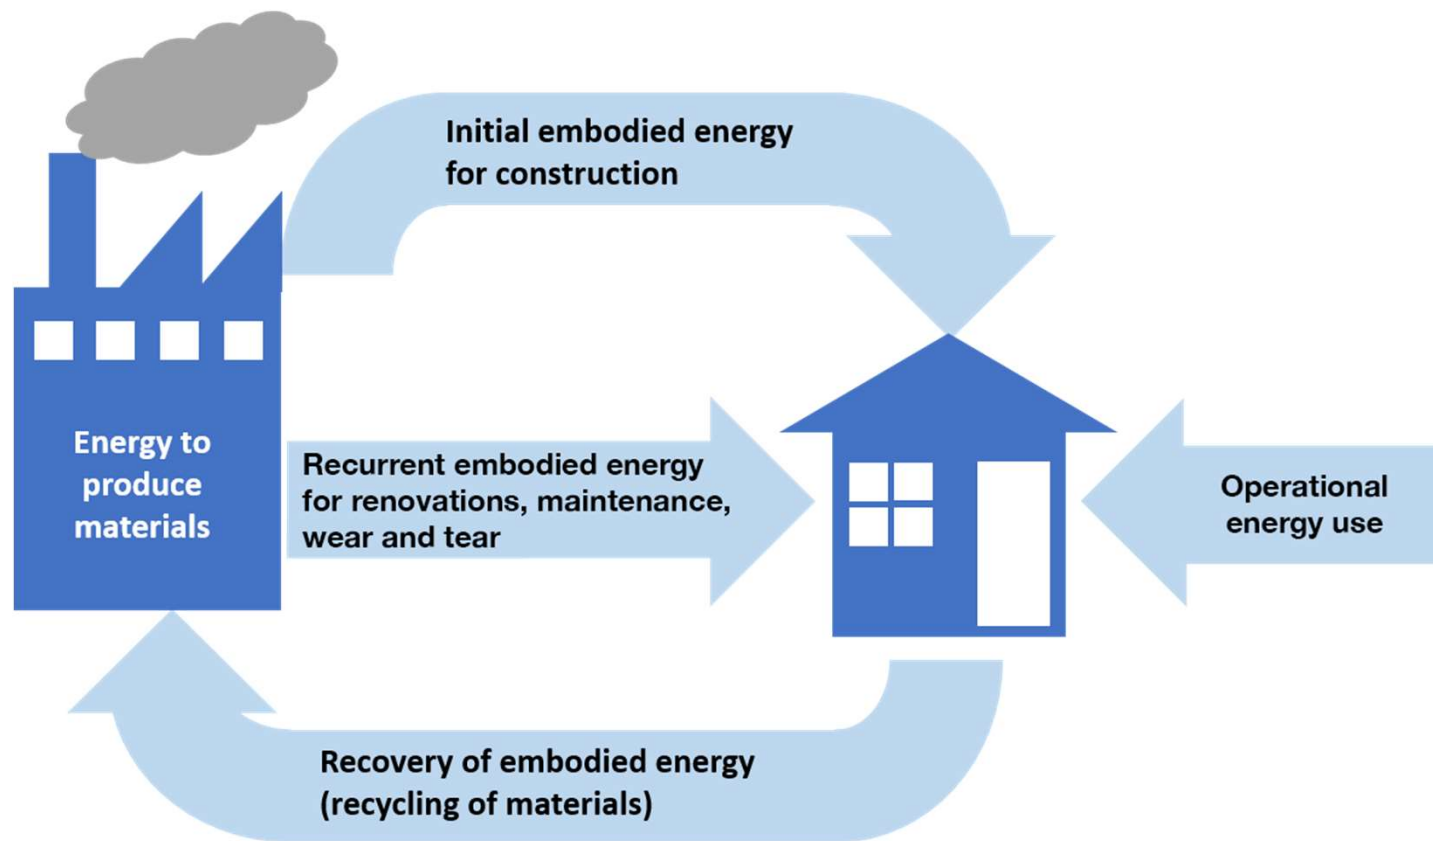 Initial embodied energy
for construction
Energy to
produce
materials
Recurrent embodied energy
for renovations, maintenance,
wear and tear
Operational
energy use
Recovery of embodied energy
(recycling of materials)